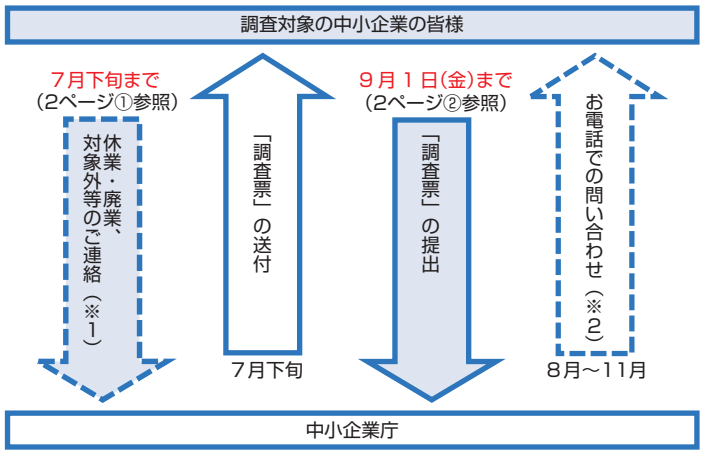 調査対象の中小企業の皆様
7月下旬まで
（2ページ①参照）
休業・廃業、
対象外等のご連絡（※1）
「調査票」の送付
7月下旬
9月1日(金)まで
（2ページ②参照）
「調査票」の提出
お電話での問い合わせ（※2）
8月～11月
中小企業庁